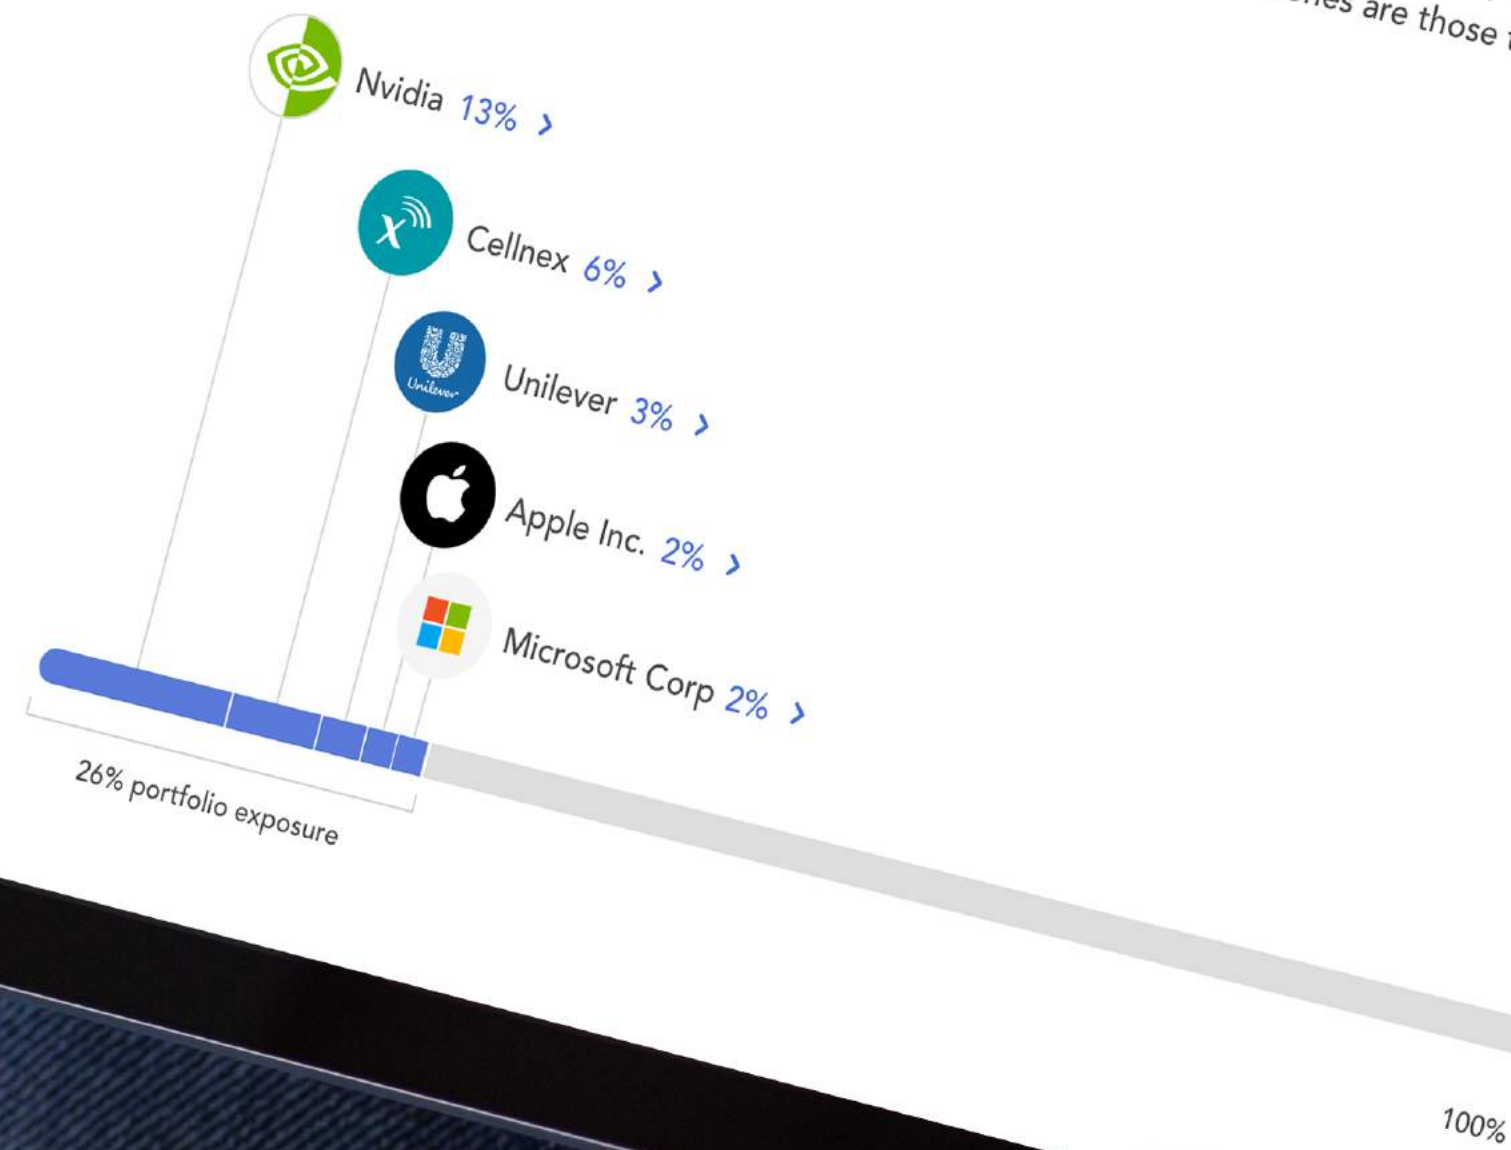 are those
Nvidia 13% >
Cellnex 6% >
Unilever
Unilever 3% >
Apple Inc. 2% >
Microsoft Corp 2% >
26% portfolio exposure
100%